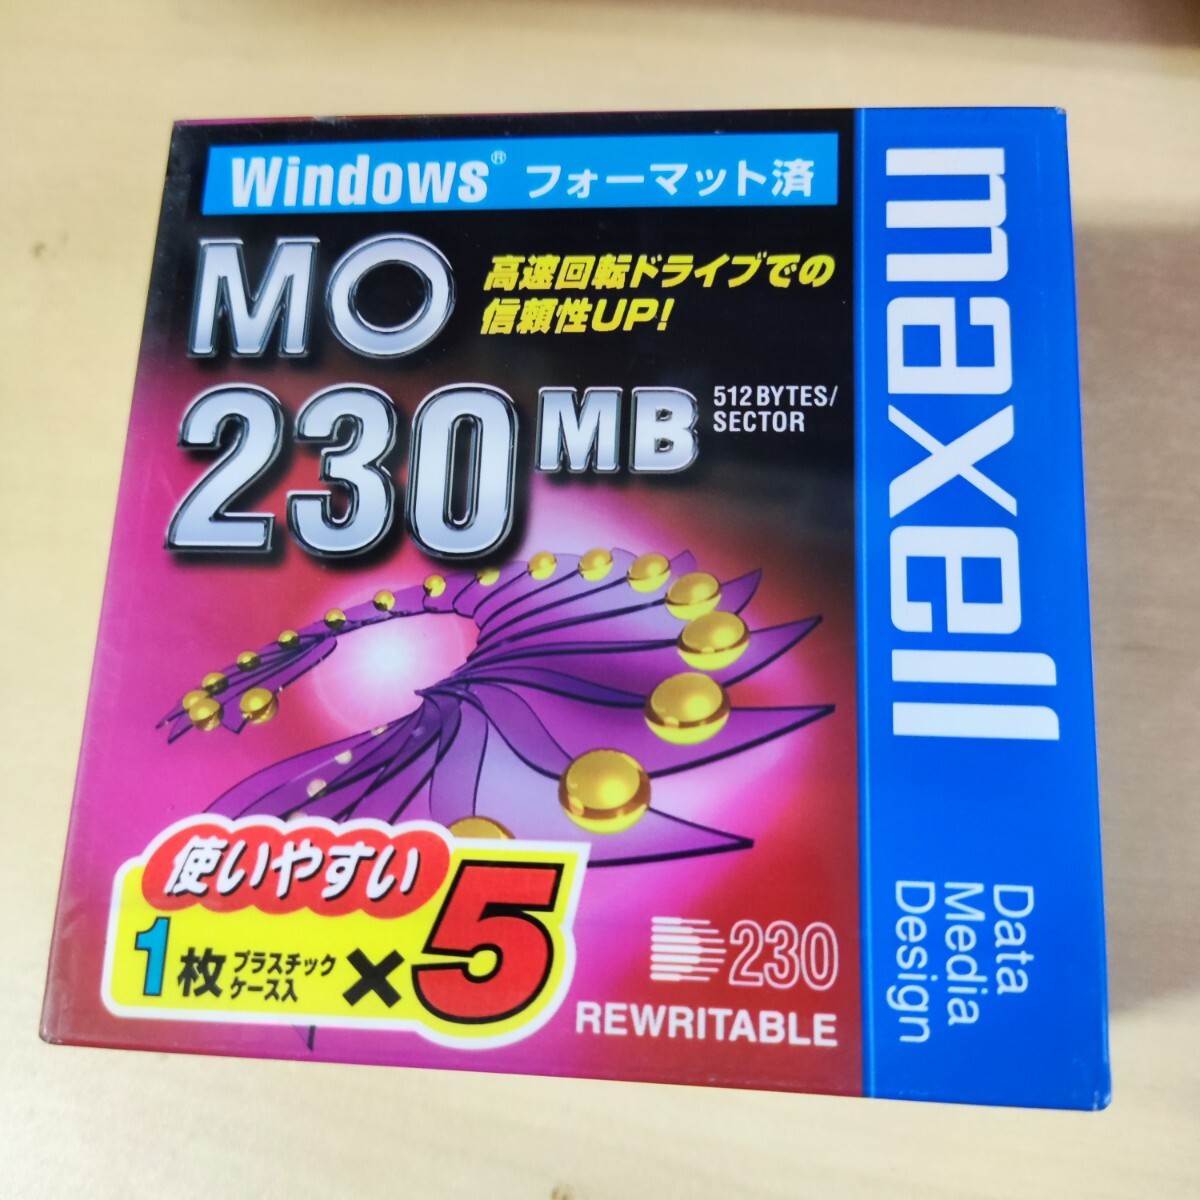 Windows® フォーマット済
MO
高速回転ドライブでの
信頼性UP!
230MB
512 BYTES/
SECTOR
使いやすい
1枚
プラスチック
ケース入
×5
230
REWRITABLE
maxell
Data
Media
Design